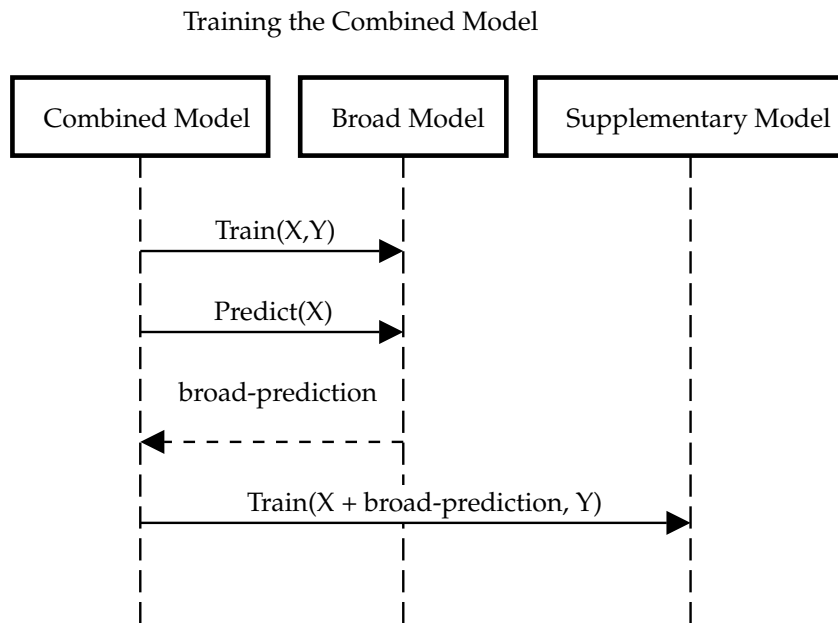 Training the Combined Model
Combined Model
Broad Model
Supplementary Model
Train(X,Y)
Predict(X)
broad-prediction
Train(X + broad-prediction, Y)